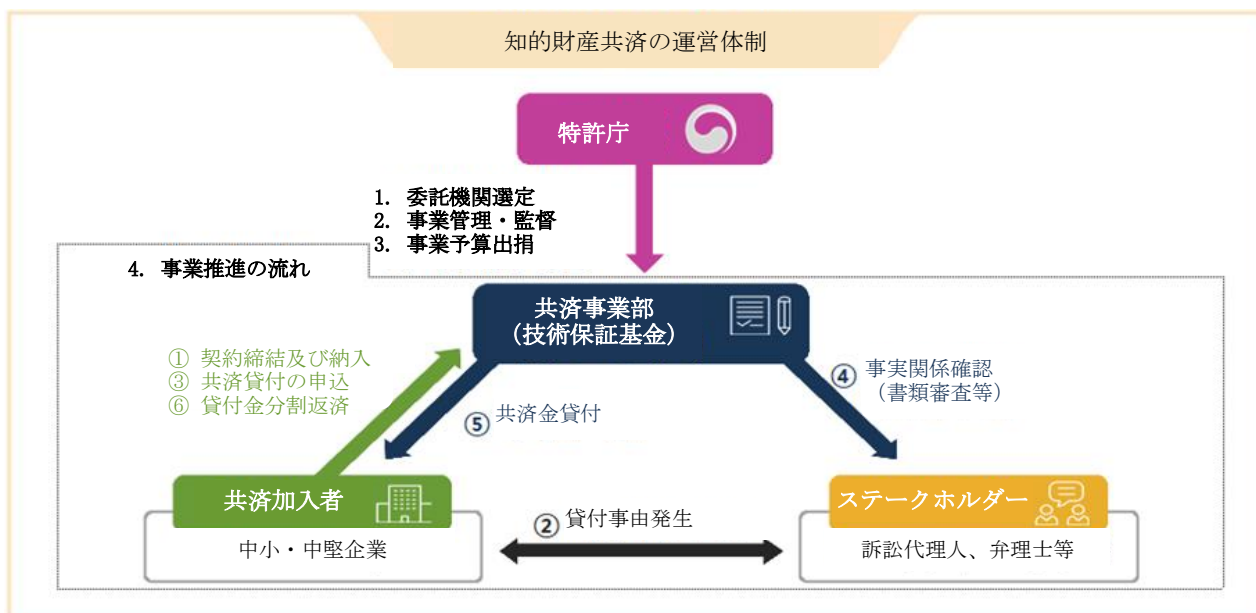 知的財産共済の運営体制
特許庁
1. 委託機関選定
2. 事業管理・監督
3. 事業予算出捐
4. 事業推進の流れ
共済事業部
(技術保証基金)
① 契約締結及び納入
③ 共済貸付の申込
⑥ 貸付金分割返済
⑤ 共済金貸付
④ 事実関係確認
(書類審査等)
共済加入者
中小・中堅企業
② 貸付事由発生
ステークホルダー
訴訟代理人、弁理士等